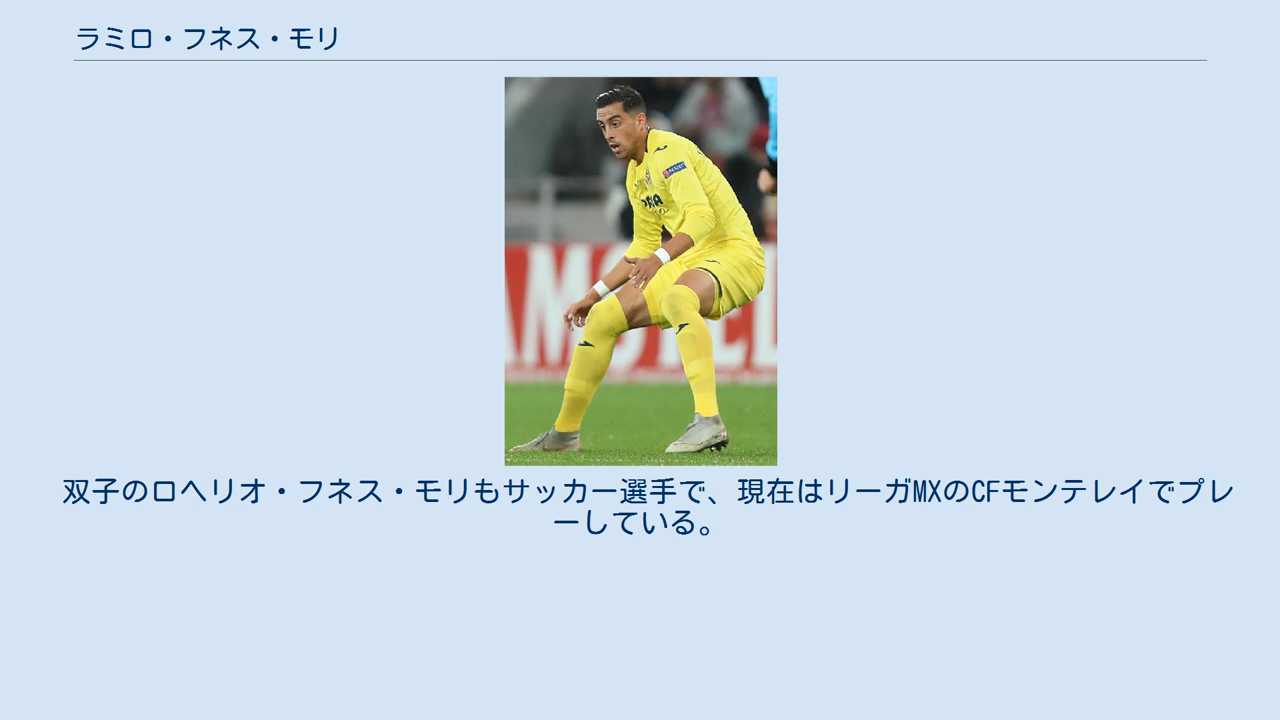 ラミロ・フネス・モリ
AMSTEL
双子のロヘリオ・フネス・モリもサッカー選手で、現在はリーガMXのCFモンテレイでプレ
ーしている。